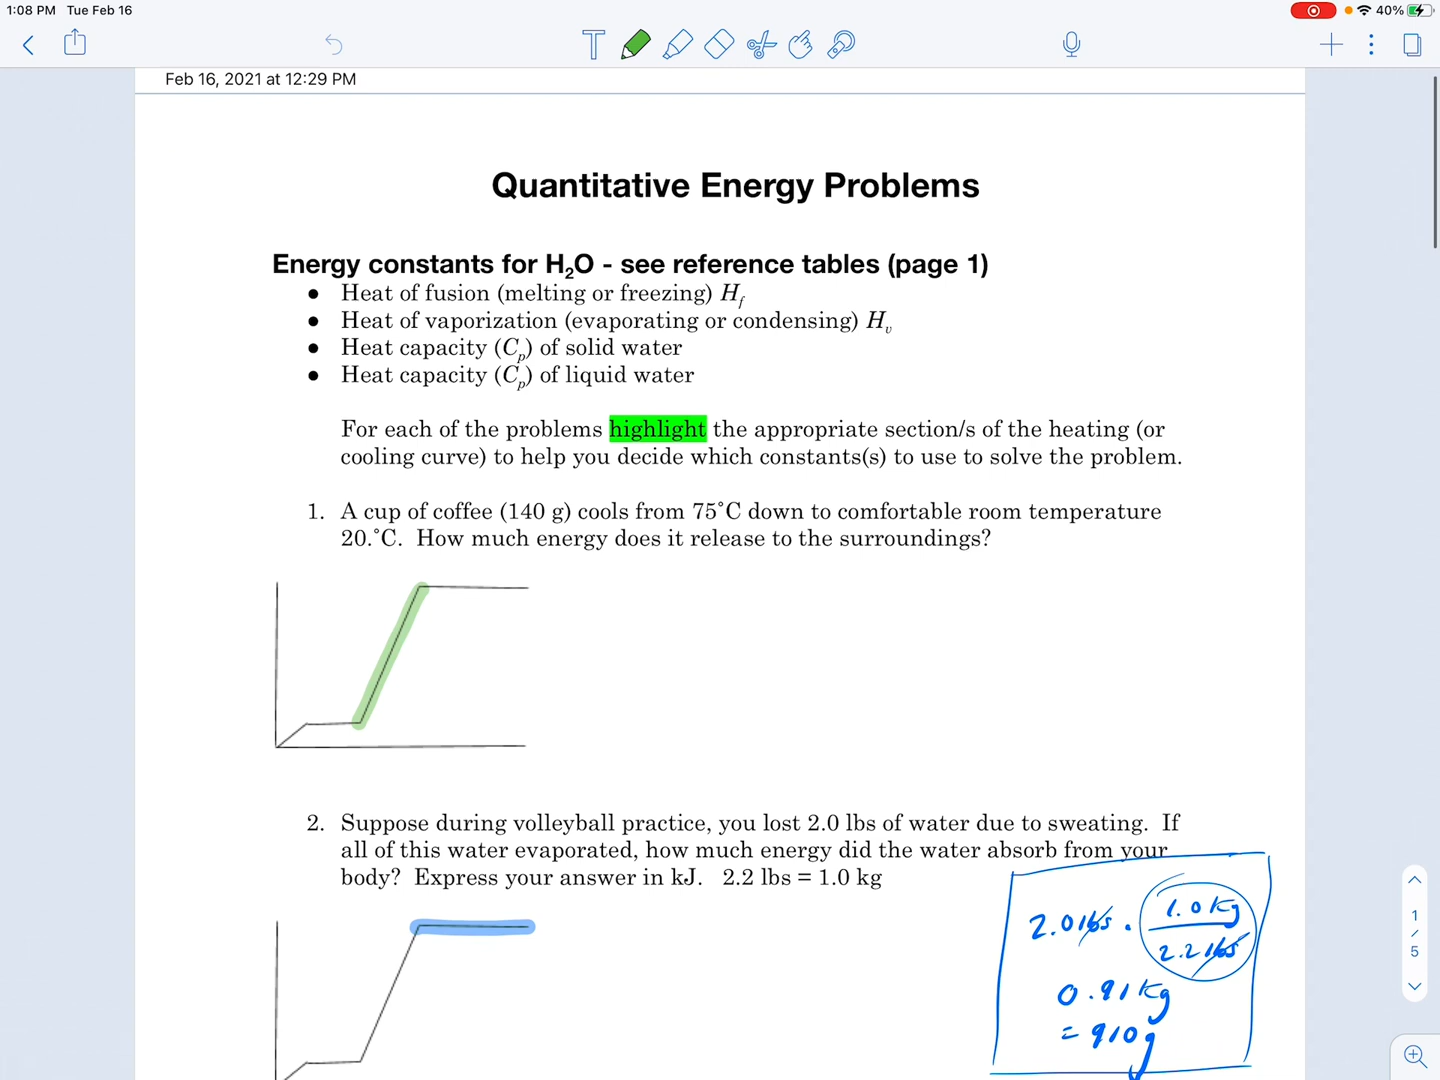 1:08 PM Tue Feb 16
40%
Feb 16, 2021 at 12:29 PM
Quantitative Energy Problems
Energy constants for H₂O - see reference tables (page 1)
● Heat of fusion (melting or freezing) H_f
● Heat of vaporization (evaporating or condensing) H_v
● Heat capacity (C_p) of solid water
● Heat capacity (C_p) of liquid water
For each of the problems highlight the appropriate section/s of the heating (or
cooling curve) to help you decide which constants(s) to use to solve the problem.
1. A cup of coffee (140 g) cools from 75˚C down to comfortable room temperature
20.˚C. How much energy does it release to the surroundings?
2. Suppose during volleyball practice, you lost 2.0 lbs of water due to sweating. If
all of this water evaporated, how much energy did the water absorb from your
body? Express your answer in kJ. 2.2 lbs = 1.0 kg
2.0 lbs · 1.0 kg
2.2 lbs
0.91 kg
= 910 g
1
/
5